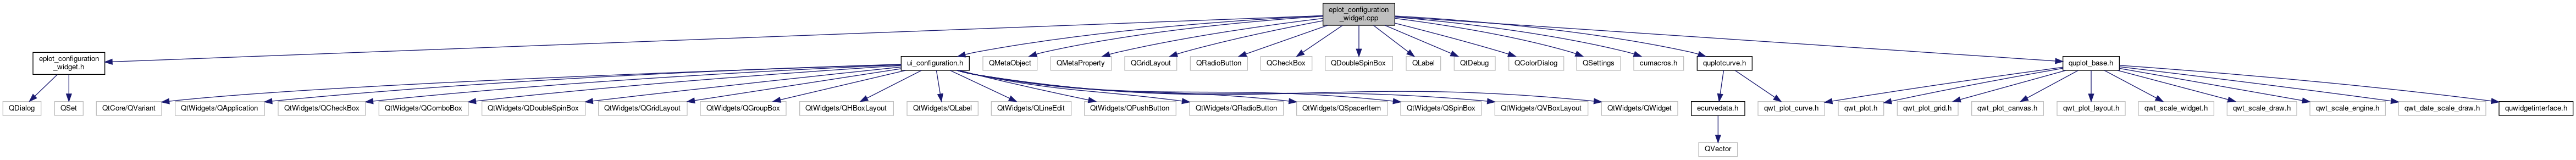 eplot_configuration
_widget.cpp
eplot_configuration
_widget.h
ui_configuration.h
QMetaObject
QMetaProperty
QGridLayout
QRadioButton
QCheckBox
QDoubleSpinBox
QLabel
QtDebug
QColorDialog
QSettings
cumacros.h
quplotcurve.h
quplot_base.h
QDialog
QSet
QtCore/QVariant
QtWidgets/QApplication
QtWidgets/QCheckBox
QtWidgets/QComboBox
QtWidgets/QDoubleSpinBox
QtWidgets/QGridLayout
QtWidgets/QGroupBox
QtWidgets/QHBoxLayout
QtWidgets/QLabel
QtWidgets/QLineEdit
QtWidgets/QPushButton
QtWidgets/QRadioButton
QtWidgets/QSpacerItem
QtWidgets/QSpinBox
QtWidgets/QVBoxLayout
QtWidgets/QWidget
ecurvedata.h
qwt_plot_curve.h
qwt_plot.h
qwt_plot_grid.h
qwt_plot_canvas.h
qwt_plot_layout.h
qwt_scale_widget.h
qwt_scale_draw.h
qwt_scale_engine.h
qwt_date_scale_draw.h
quwidgetinterface.h
QVector